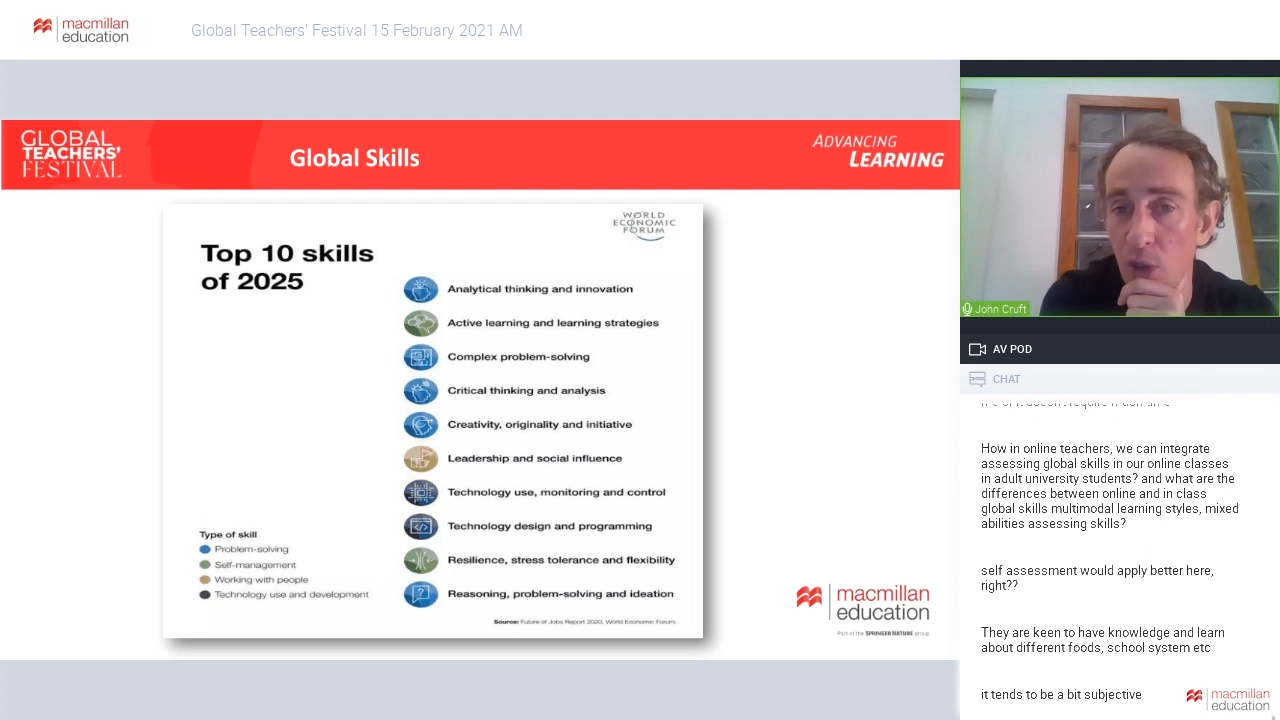 macmillan
education
Global Teachers' Festival 15 February 2021 AM
GLOBAL
TEACHERS'
FESTIVAL
Global Skills
ADVANCING
LEARNING
WORLD
ECONOMIC
FORUM
Top 10 skills
of 2025
Analytical thinking and innovation
Active learning and learning strategies
Complex problem-solving
Critical thinking and analysis
Creativity, originality and initiative
Leadership and social influence
Technology use, monitoring and control
Technology design and programming
Resilience, stress tolerance and flexibility
Reasoning, problem-solving and ideation
Type of skill
Problem-solving
Self-management
Working with people
Technology use and development
Source: Future of Jobs Report 2020, World Economic Forum.
macmillan
education
Part of the SPRINGER NATURE group
John Cruft
AV POD
CHAT
How in online teachers, we can integrate
assessing global skills in our online classes
in adult university students? and what are the
differences between online and in class
global skills multimodal learning styles, mixed
abilities assessing skills?
self assessment would apply better here,
right??
They are keen to have knowledge and learn
about different foods, school system etc
it tends to be a bit subjective
macmillan
education